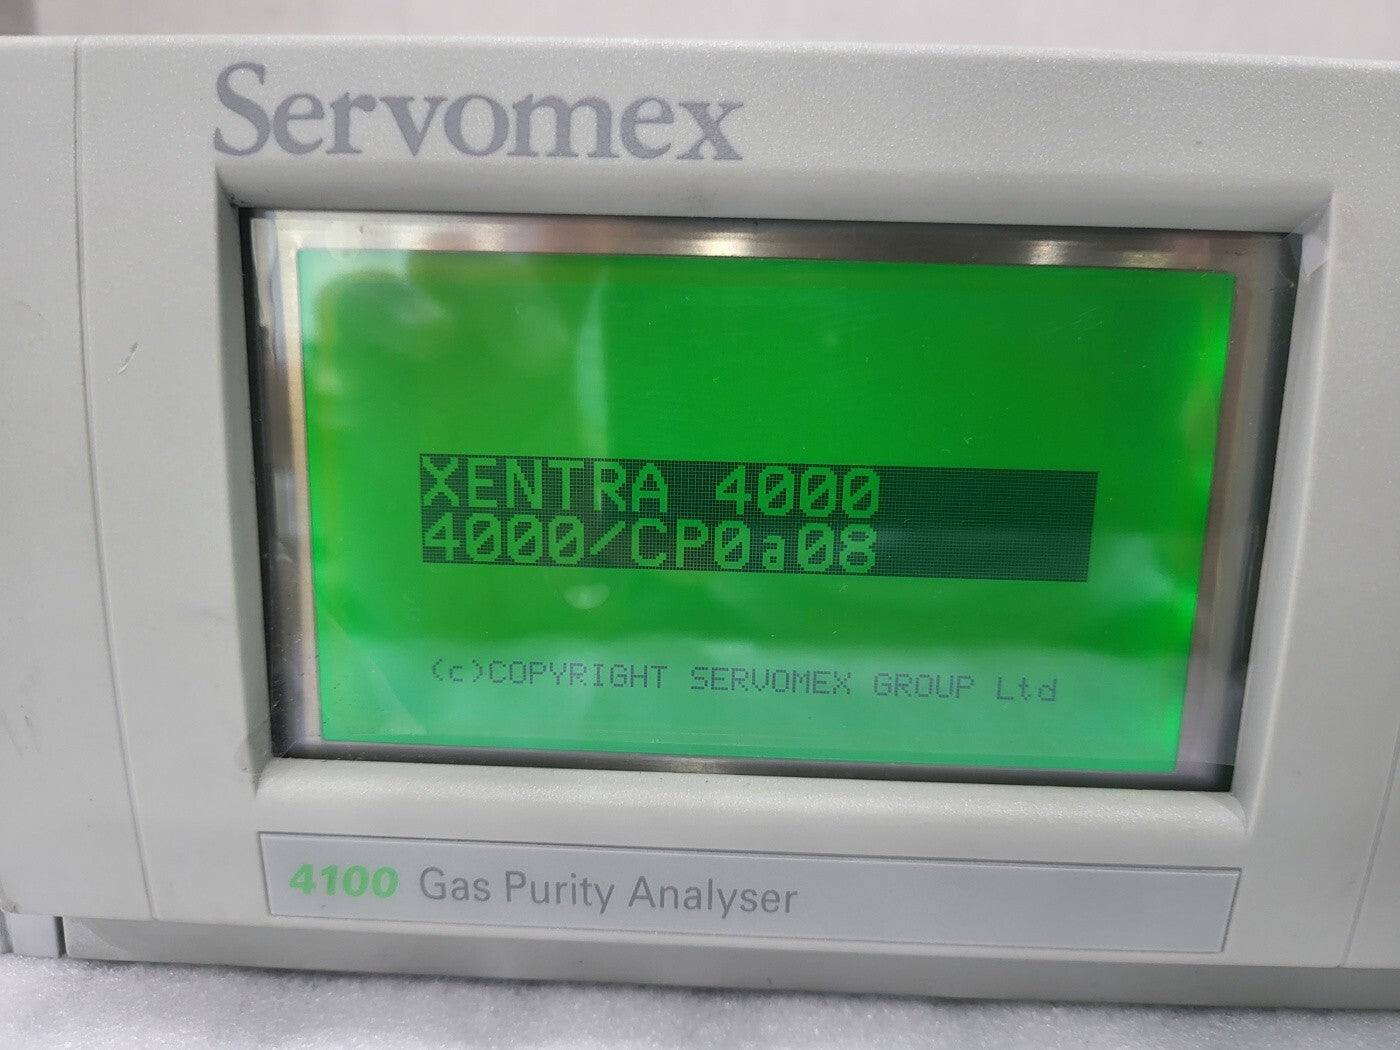 Servomex
XENTRA 4000
4000/CP0a08
(c)COPYRIGHT SERVOMEX GROUP Ltd
4100 Gas Purity Analyser